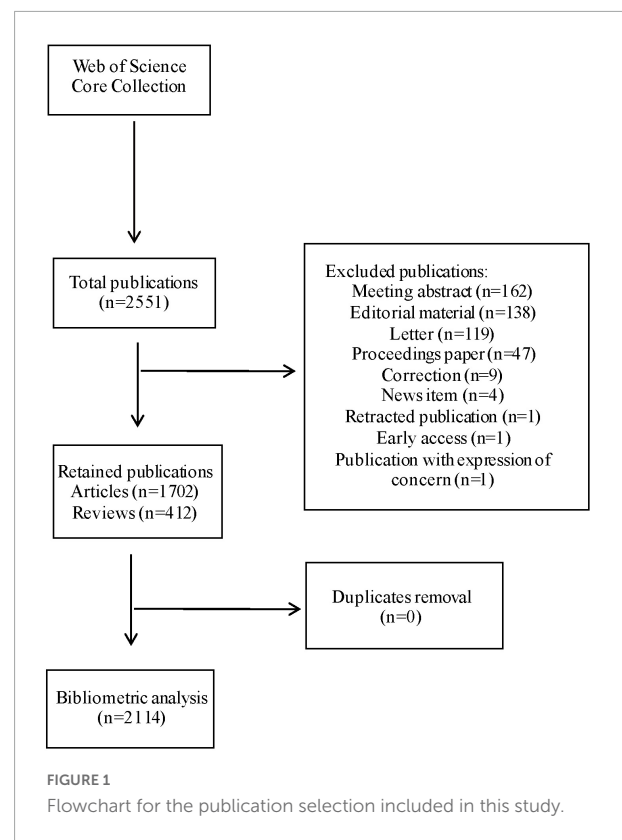 Web of Science
Core Collection
Total publications
(n=2551)
Excluded publications:
Meeting abstract (n=162)
Editorial material (n=138)
Letter (n=119)
Proceedings paper (n=47)
Correction (n=9)
News item (n=4)
Retracted publication (n=1)
Early access (n=1)
Publication with expression of
concern (n=1)
Retained publications
Articles (n=1702)
Reviews (n=412)
Duplicates removal
(n=0)
Bibliometric analysis
(n=2114)
FIGURE 1
Flowchart for the publication selection included in this study.